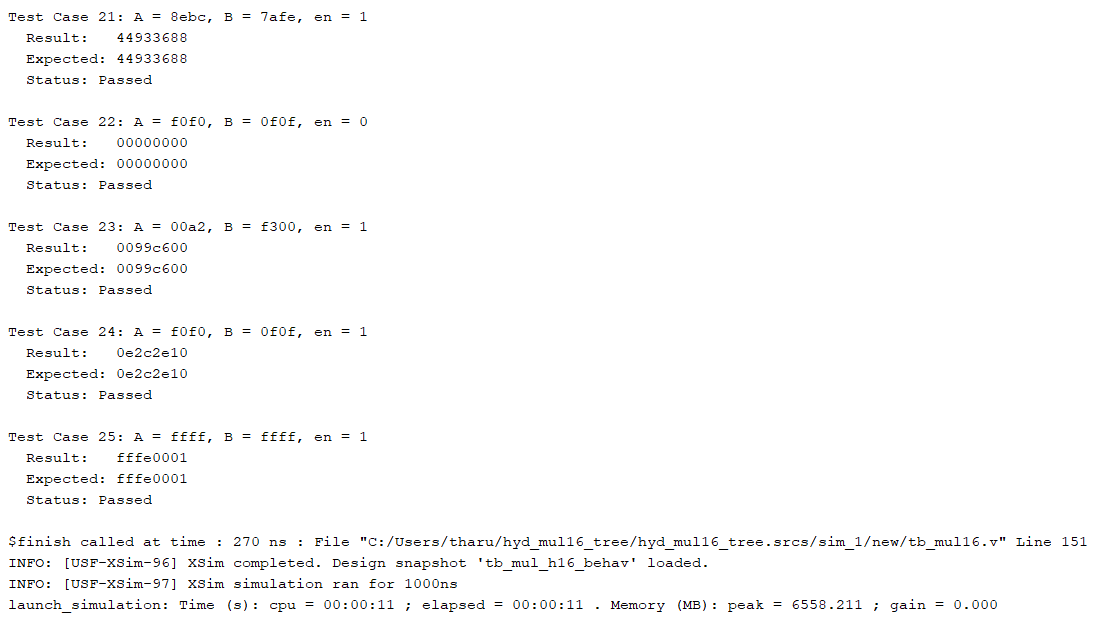 Test Case 21: A = 8ebc, B = 7afe, en = 1
Result: 44933688
Expected: 44933688
Status: Passed
Test Case 22: A = f0f0, B = 0f0f, en = 0
Result: 00000000
Expected: 00000000
Status: Passed
Test Case 23: A = 00a2, B = f300, en = 1
Result: 0099c600
Expected: 0099c600
Status: Passed
Test Case 24: A = f0f0, B = 0f0f, en = 1
Result: 0e2c2e10
Expected: 0e2c2e10
Status: Passed
Test Case 25: A = ffff, B = ffff, en = 1
Result: fffe0001
Expected: fffe0001
Status: Passed
$finish called at time : 270 ns : File "C:/Users/tharu/hyd_mul16_tree/hyd_mul16_tree.srcs/sim_1/new/tb_mul16.v" Line 151
INFO: [USF-XSim-96] XSim completed. Design snapshot 'tb_mul_h16_behav' loaded.
INFO: [USF-XSim-97] XSim simulation ran for 1000ns
launch_simulation: Time (s): cpu = 00:00:11 ; elapsed = 00:00:11 . Memory (MB): peak = 6558.211 ; gain = 0.000